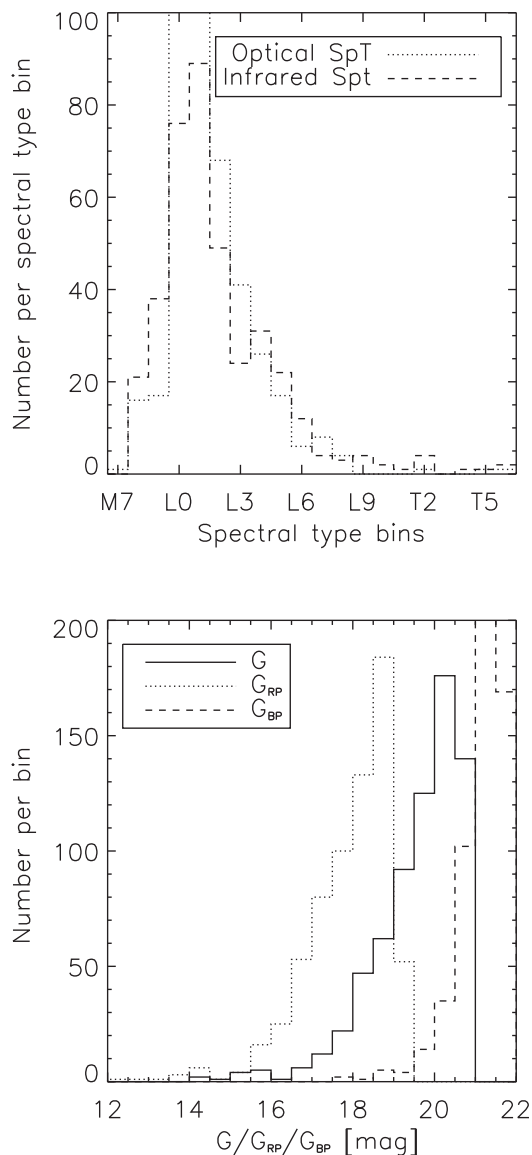 100
80
60
40
20
0
Number per spectral type bin
Optical SpT
Infrared Spt
M7 L0 L3 L6 L9 T2 T5
Spectral type bins
200
150
100
50
0
Number per bin
G
G_RP
G_BP
12 14 16 18 20 22
G/G_RP/G_BP [mag]